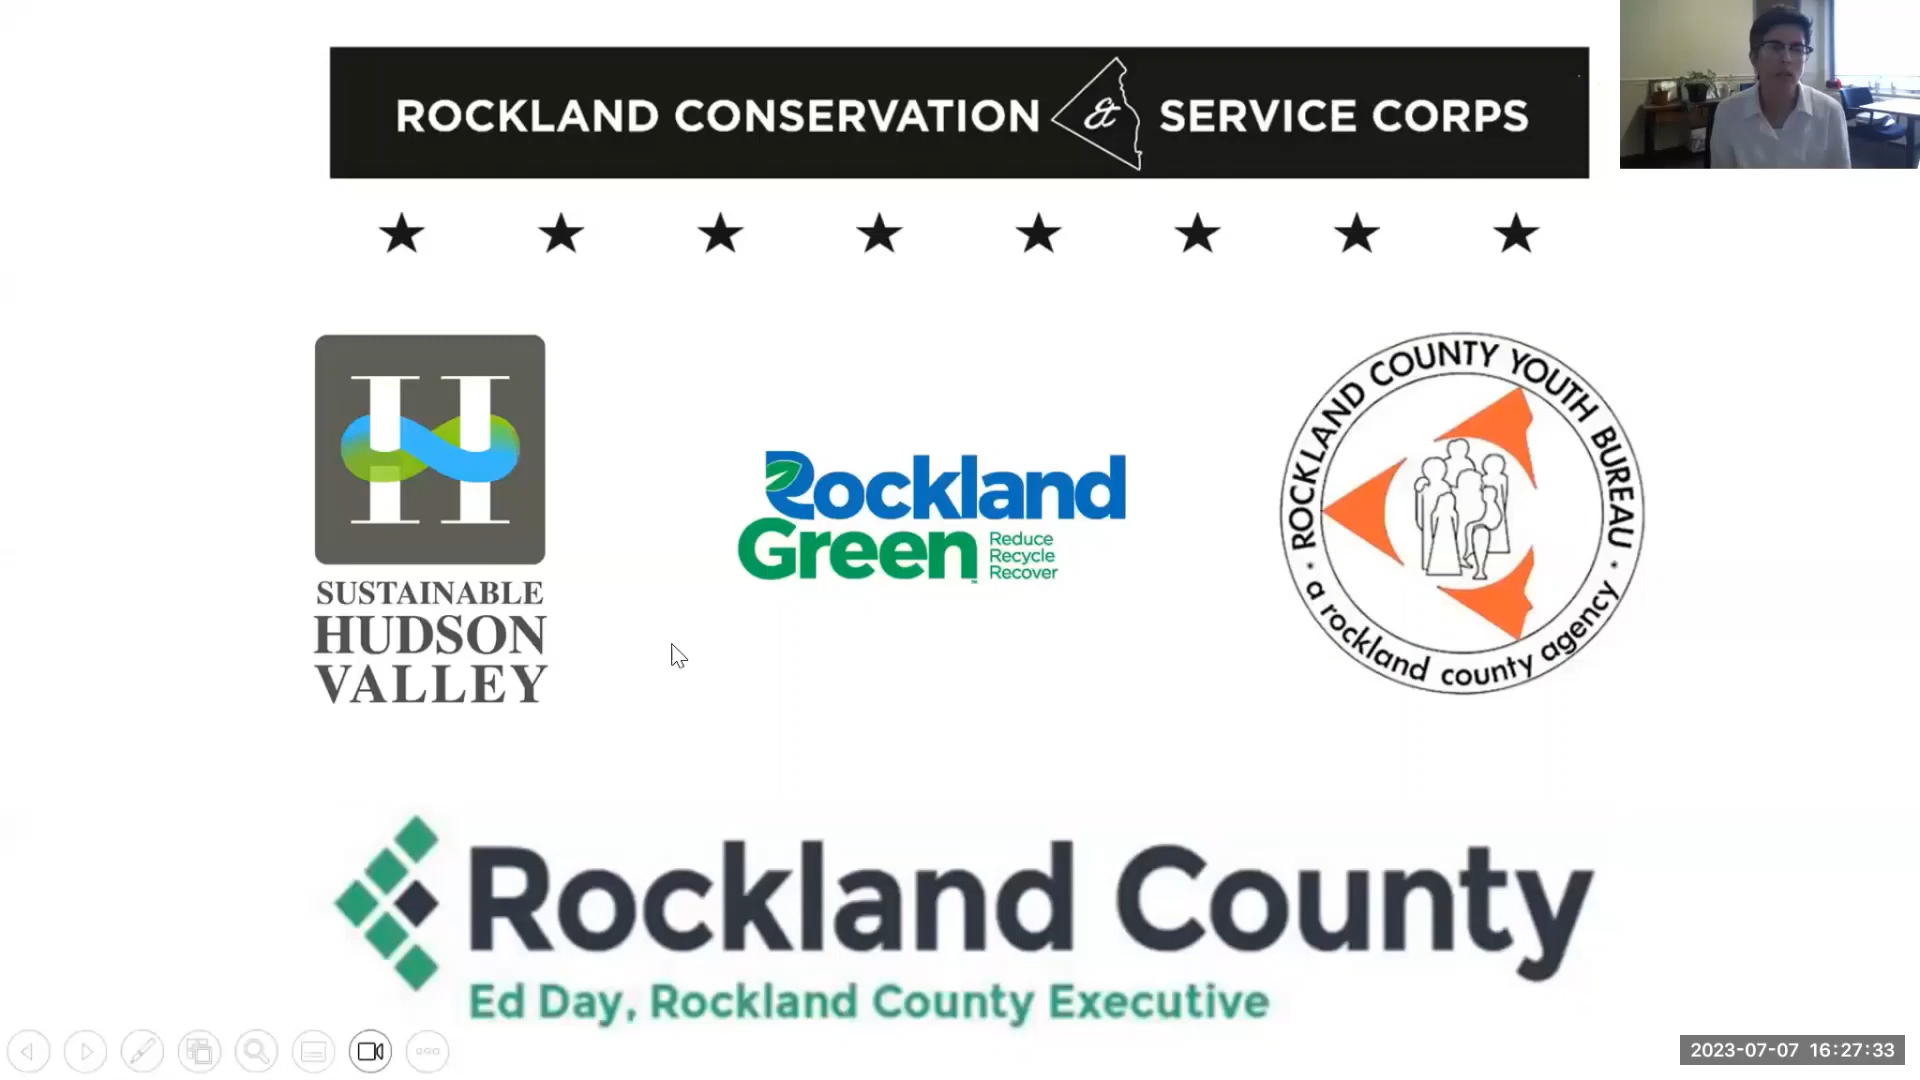 ROCKLAND CONSERVATION & SERVICE CORPS
SUSTAINABLE
HUDSON
VALLEY
Rockland
Green
Reduce
Recycle
Recover
ROCKLAND COUNTY YOUTH BUREAU
• a rockland county agency •
Rockland County
Ed Day, Rockland County Executive
2023-07-07 16:27:33